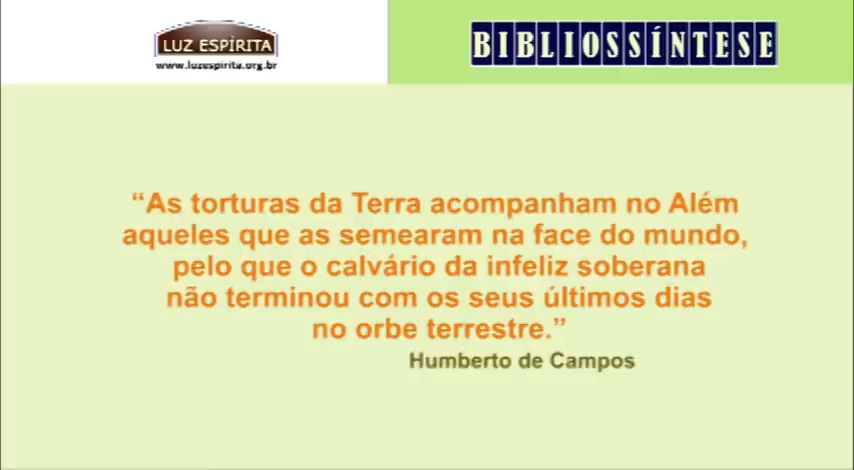 LUZ ESPÍRITA
www.luzespirita.org.br
BIBLIOSSÍNTESE
“As torturas da Terra acompanham no Além
aqueles que as semearam na face do mundo,
pelo que o calvário da infeliz soberana
não terminou com os seus últimos dias
no orbe terrestre.”
Humberto de Campos